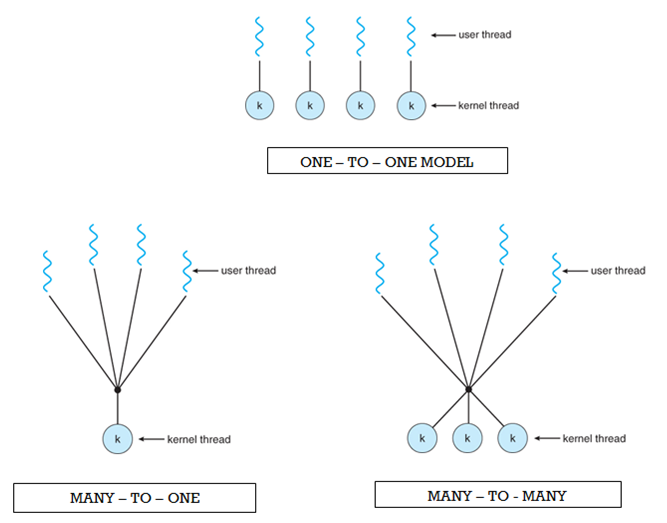 user thread
k k k k
kernel thread
ONE – TO – ONE MODEL
user thread
k
kernel thread
MANY – TO – ONE
user thread
k k k
kernel thread
MANY – TO - MANY